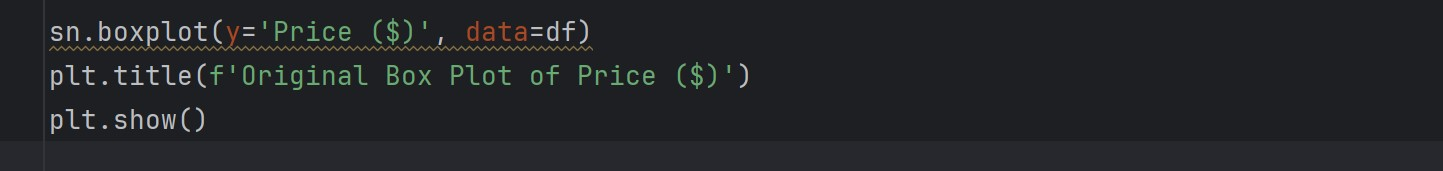 sn.boxplot(y='Price ($)', data=df)
plt.title(f'Original Box Plot of Price ($)')
plt.show()